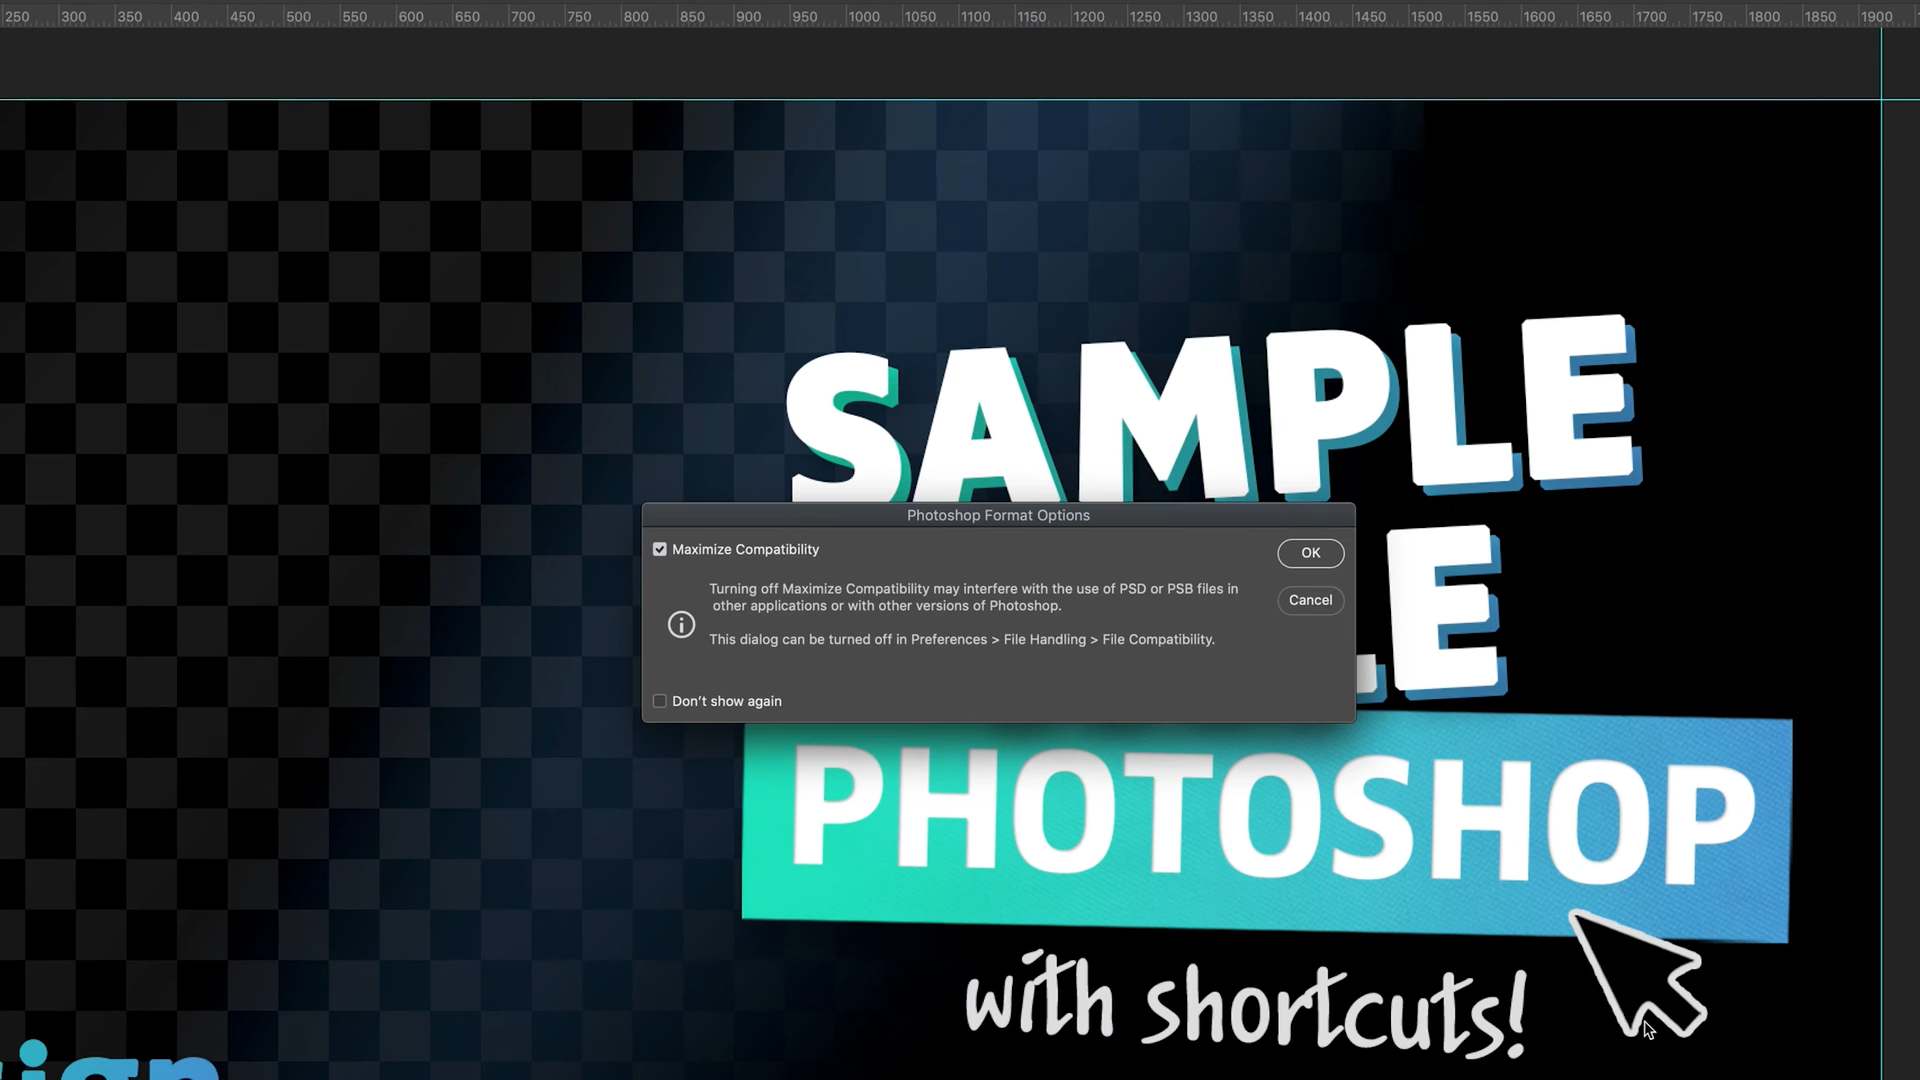 250 300 350 400 450 500 550 600 650 700 750 800 850 900 950 1000 1050 1100 1150 1200 1250 1300 1350 1400 1450 1500 1550 1600 1650 1700 1750 1800 1850 1900
SAMPLE
Photoshop Format Options
Maximize Compatibility
OK
Turning off Maximize Compatibility may interfere with the use of PSD or PSB files in
other applications or with other versions of Photoshop.
Cancel
This dialog can be turned off in Preferences > File Handling > File Compatibility.
LE
Don't show again
PHOTOSHOP
with shortcuts!
ign